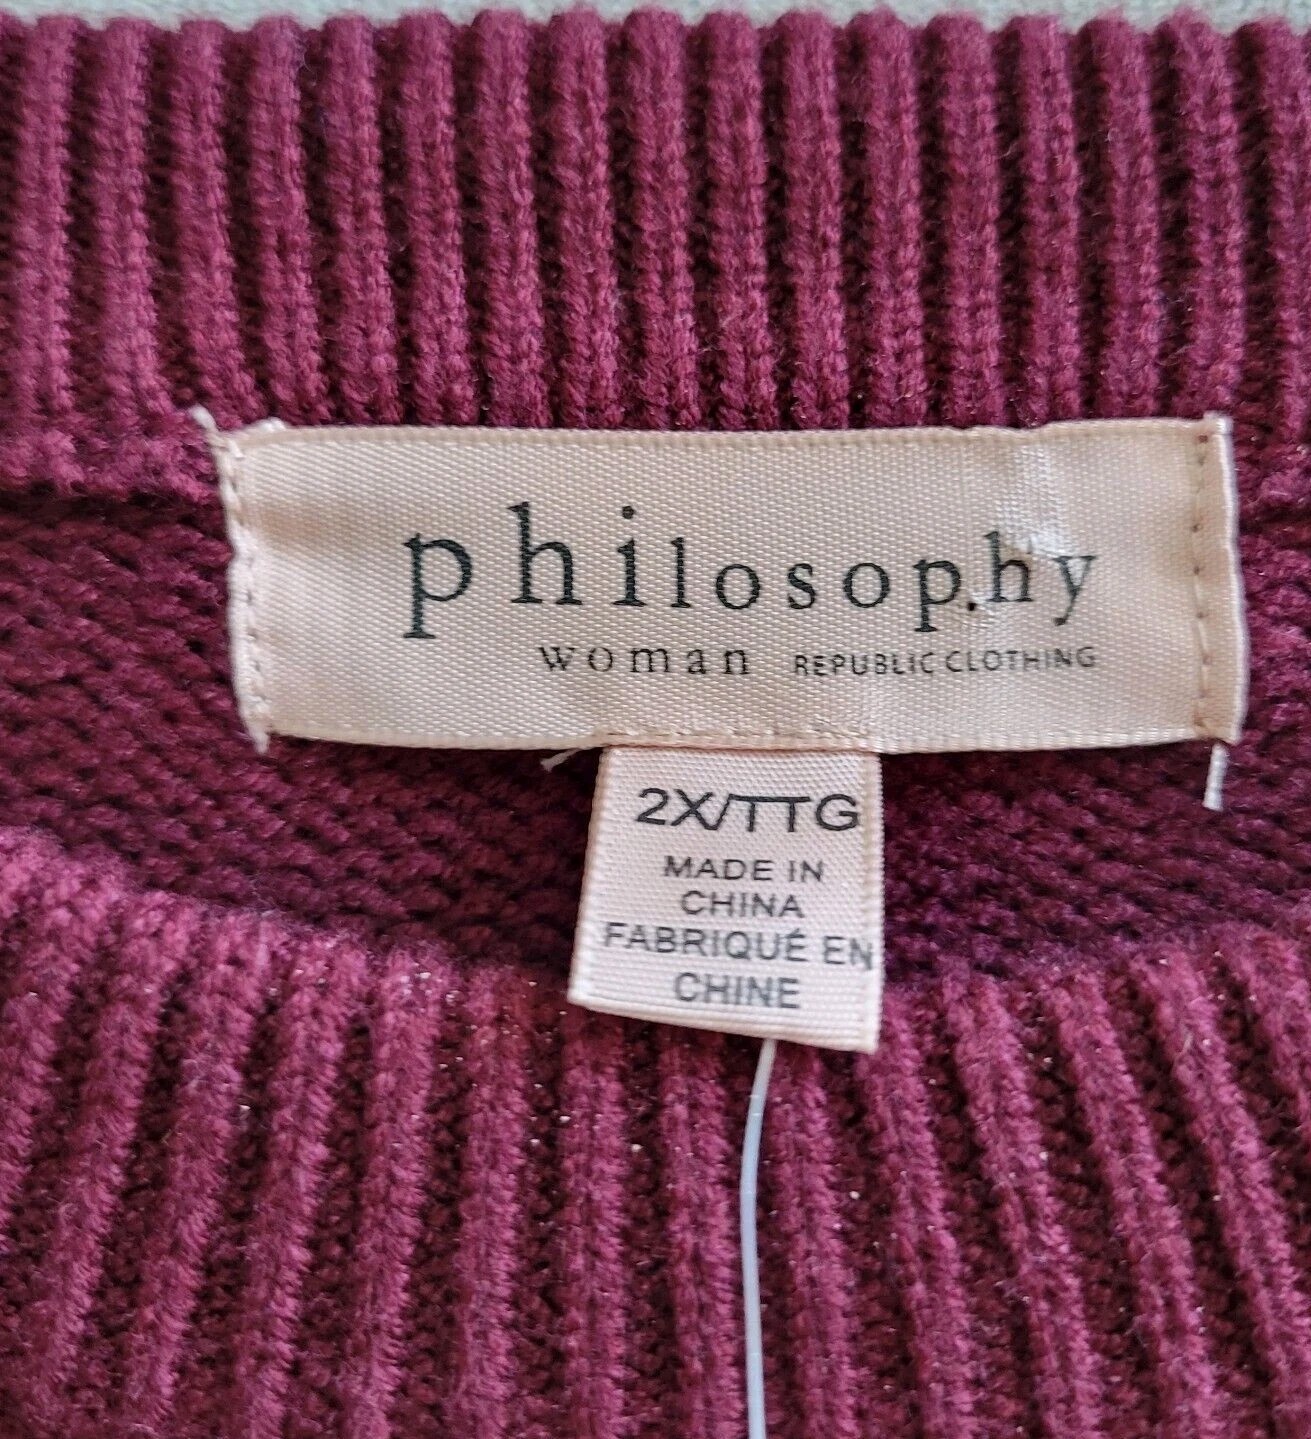 philosophy
woman REPUBLIC CLOTHING
2X/TTG
MADE IN
CHINA
FABRIQUÉ EN
CHINE